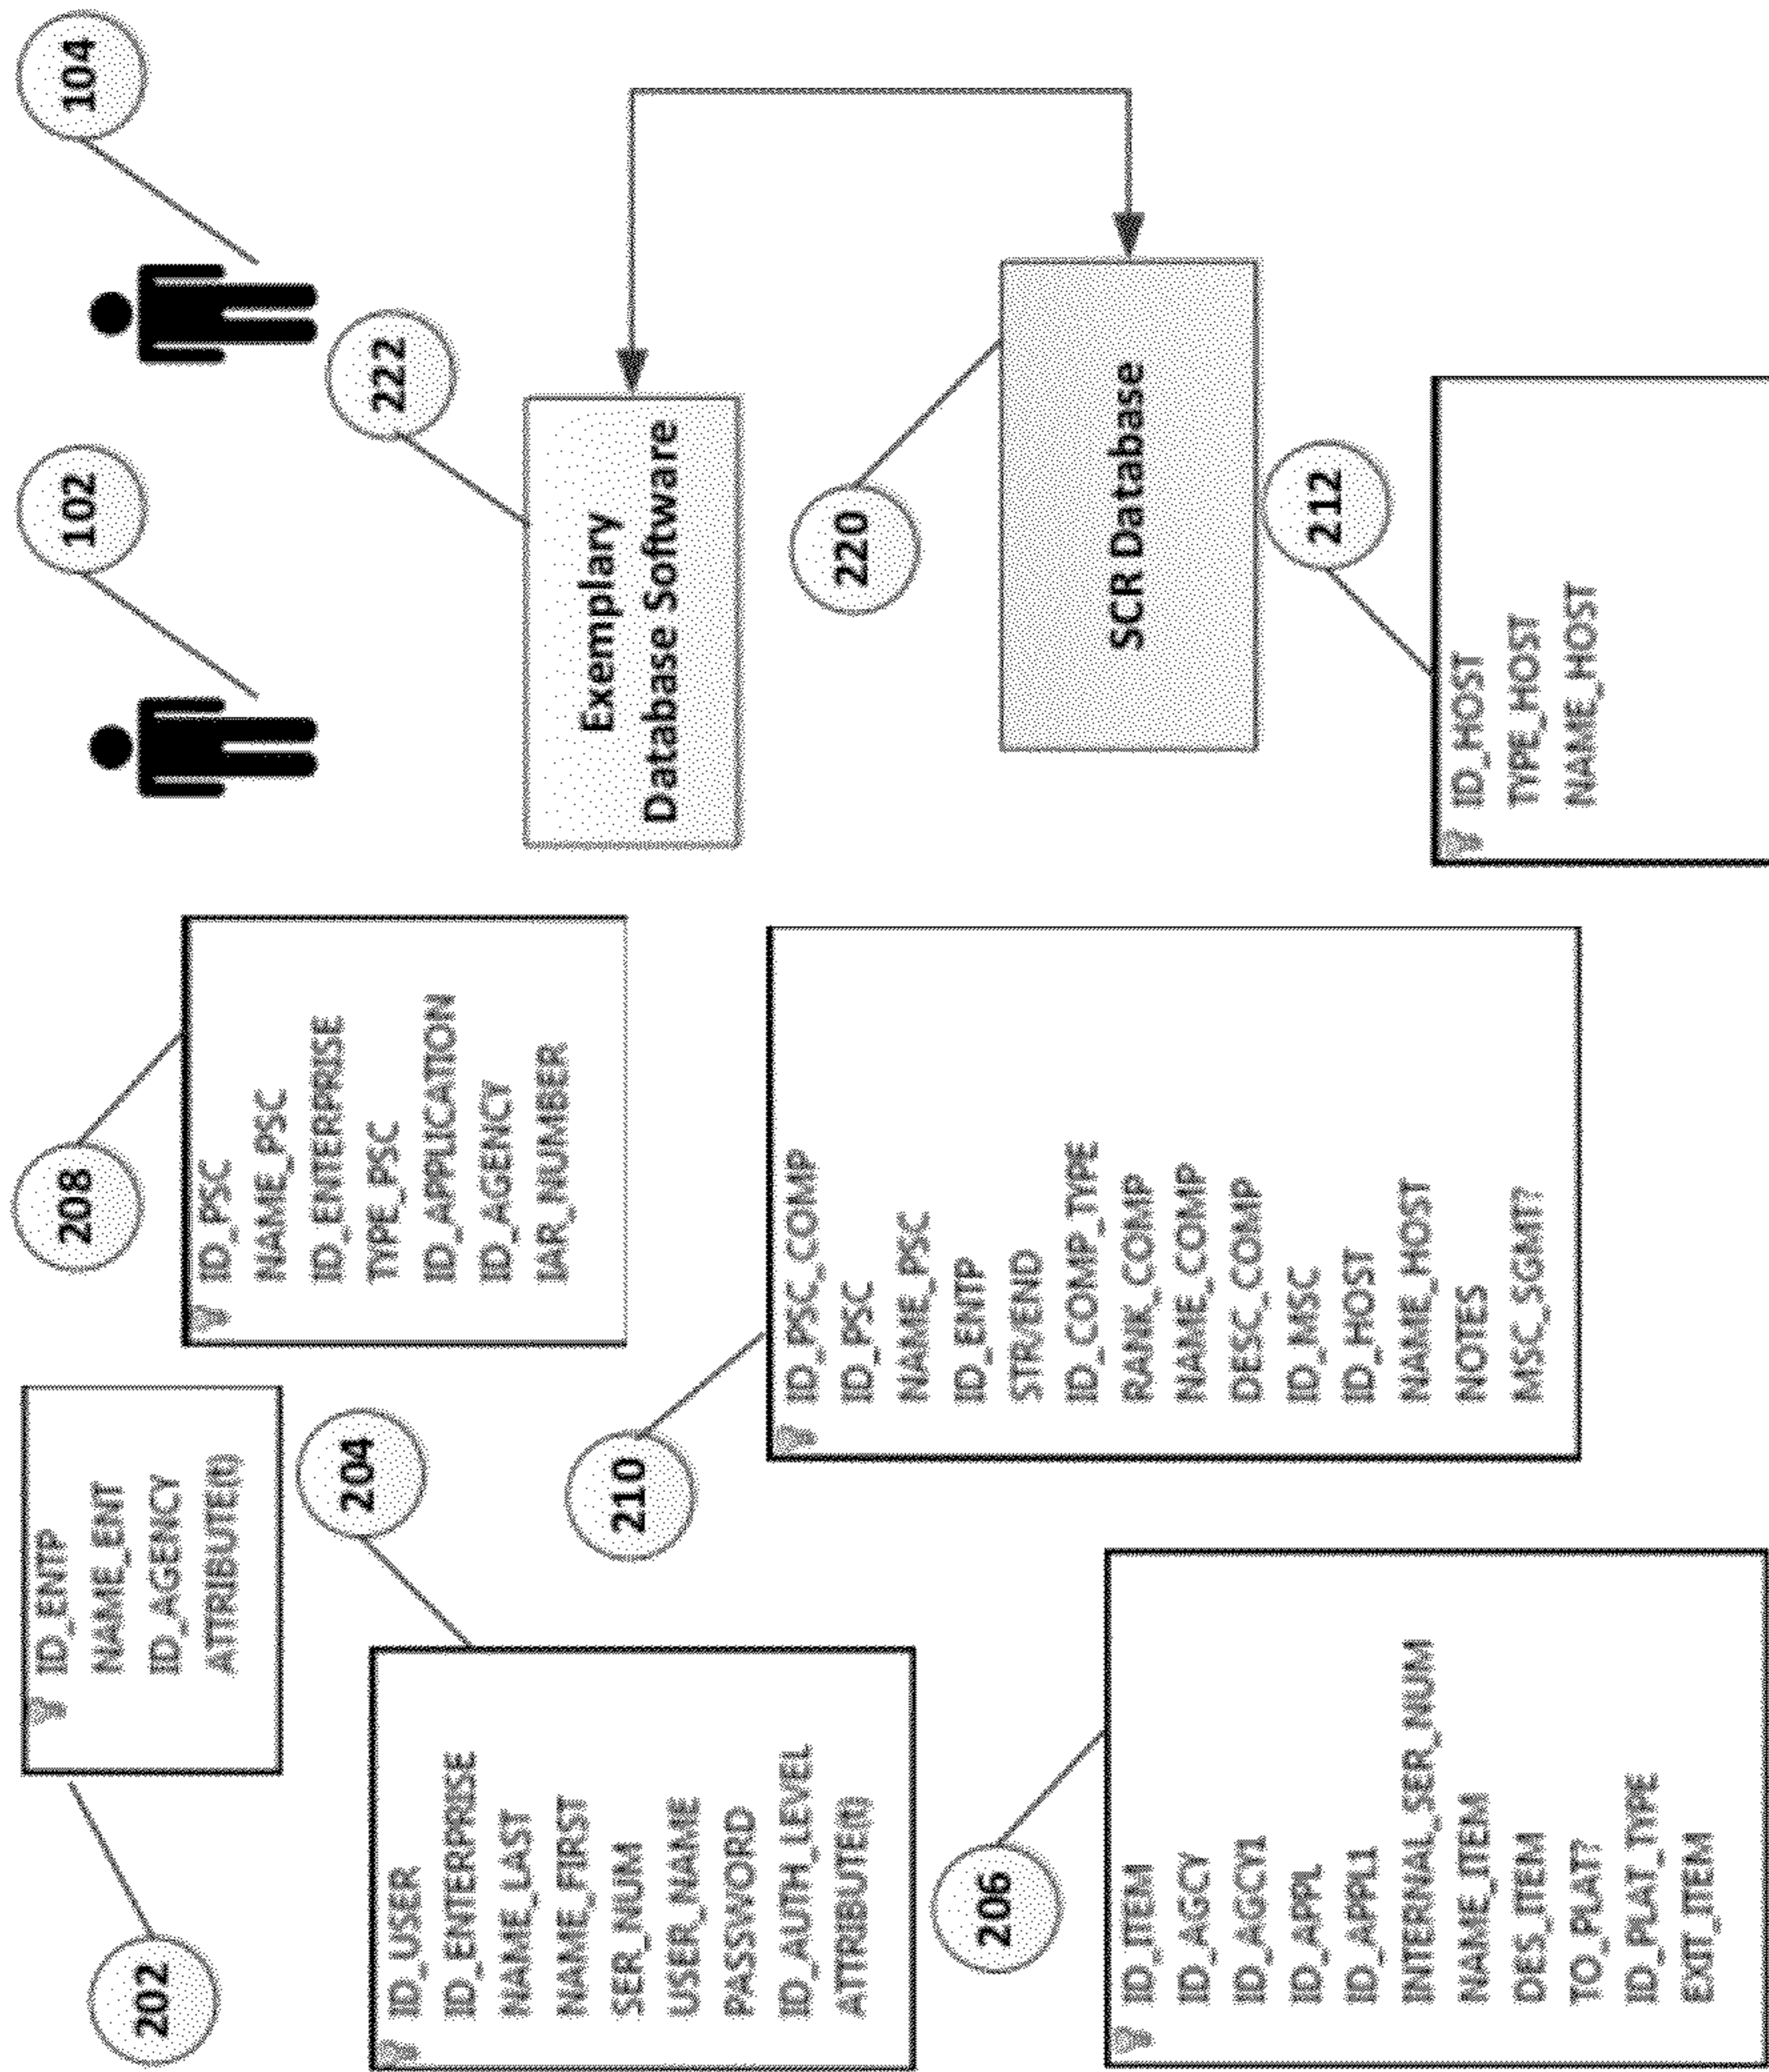 202
ID_ENTP
NAME_ENT
ID_AGENCY
ATTRIBUTE(t)
204
ID_USER
ID_ENTERPRISE
NAME_LAST
NAME_FIRST
SER_NUM
USER_NAME
PASSWORD
ID_AUTH_LEVEL
ATTRIBUTE(t)
206
ID_ITEM
ID_AGCY
ID_AGCY1
ID_APPL
ID_APPL1
INTERNAL_SER_NUM
NAME_ITEM
DES_ITEM
TO_PLAT?
ID_PLAT_TYPE
EXIT_ITEM
208
ID_PSC
NAME_PSC
ID_ENTERPRISE
TYPE_PSC
ID_APPLICATION
ID_AGENCY
IAR_NUMBER
210
ID_PSC_COMP
ID_PSC
NAME_PSC
ID_ENTP
STR/END
ID_COMP_TYPE
RANK_COMP
NAME_COMP
DESC_COMP
ID_MSC
ID_HOST
NAME_HOST
NOTES
MSC_SGMT?
102
104
222
Exemplary
Database Software
220
SCR Database
212
ID_HOST
TYPE_HOST
NAME_HOST